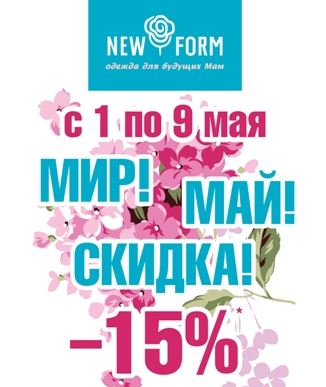 NEW FORM
одежда для будущих Мам
с 1 по 9 мая
МИР!
МАЙ!
СКИДКА!
-15%*